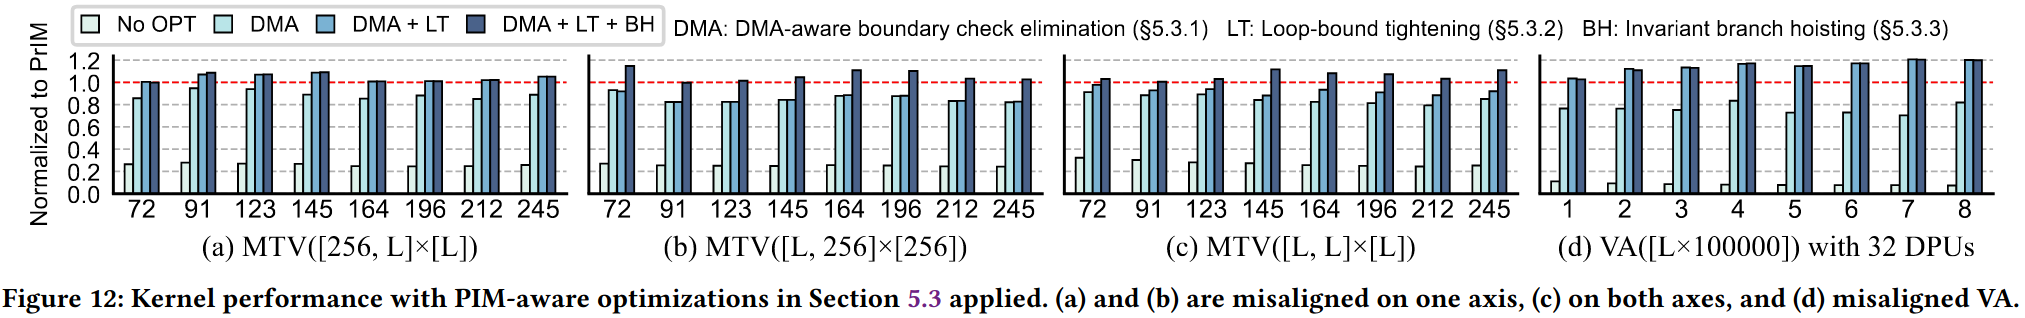 No OPT DMA DMA + LT DMA + LT + BH DMA: DMA-aware boundary check elimination (§5.3.1) LT: Loop-bound tightening (§5.3.2) BH: Invariant branch hoisting (§5.3.3)
Normalized to PrIM
1.2
1.0
0.8
0.6
0.4
0.2
0.0
72 91 123 145 164 196 212 245
(a) MTV([256, L]×[L])
72 91 123 145 164 196 212 245
(b) MTV([L, 256]×[256])
72 91 123 145 164 196 212 245
(c) MTV([L, L]×[L])
1 2 3 4 5 6 7 8
(d) VA([L×100000]) with 32 DPUs
Figure 12: Kernel performance with PIM-aware optimizations in Section 5.3 applied. (a) and (b) are misaligned on one axis, (c) on both axes, and (d) misaligned VA.